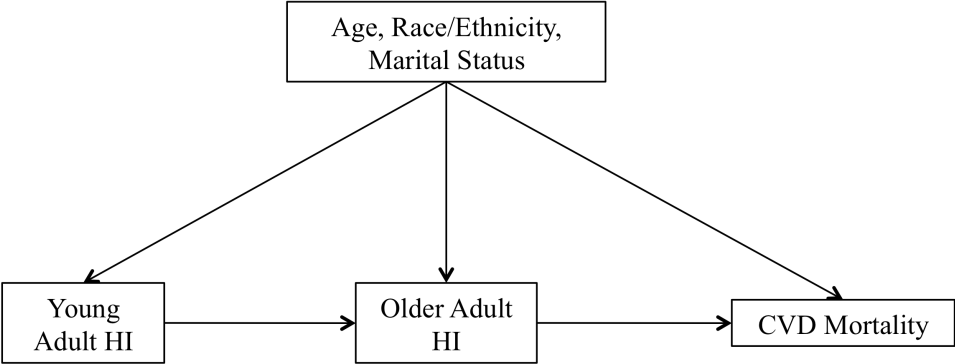 Age, Race/Ethnicity,
Marital Status
Young
Adult HI
Older Adult
HI
CVD Mortality